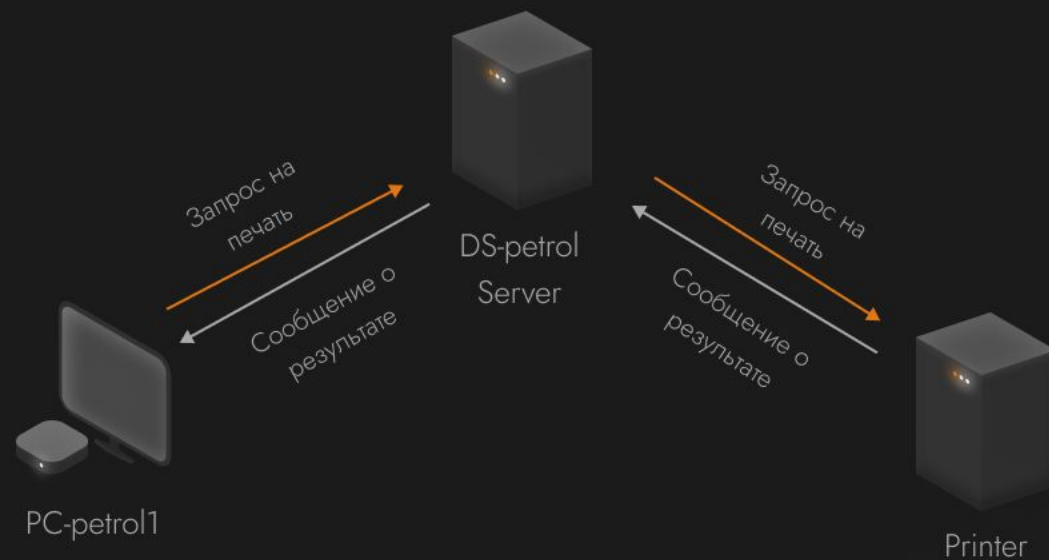 Запрос на
печать
Сообщение о
результате
DS-petrol
Server
Запрос на
печать
Сообщение о
результате
PC-petrol1
Printer